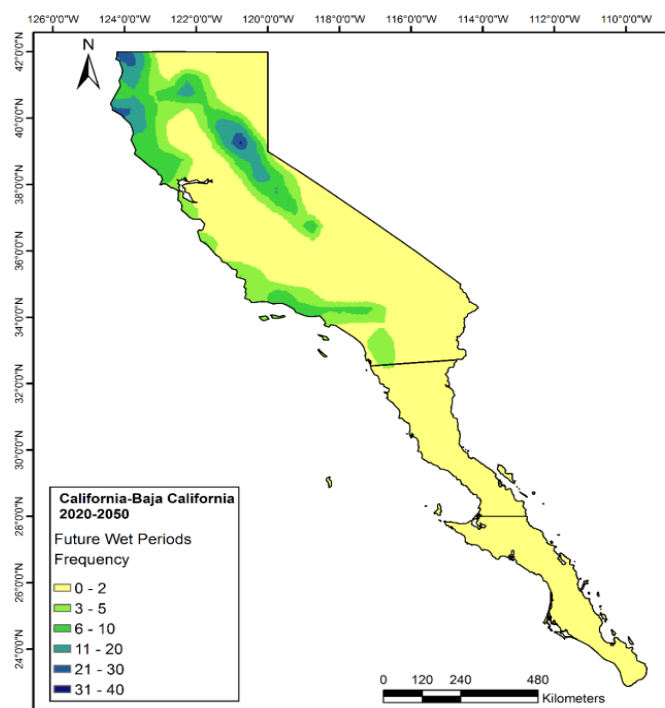 126°0'0"W 124°0'0"W 122°0'0"W 120°0'0"W 118°0'0"W 116°0'0"W 114°0'0"W 112°0'0"W 110°0'0"W
N
42°0'0"N
40°0'0"N
38°0'0"N
36°0'0"N
34°0'0"N
32°0'0"N
30°0'0"N
28°0'0"N
26°0'0"N
24°0'0"N
California-Baja California
2020-2050
Future Wet Periods
Frequency
0 - 2
3 - 5
6 - 10
11 - 20
21 - 30
31 - 40
0 120 240 480
Kilometers